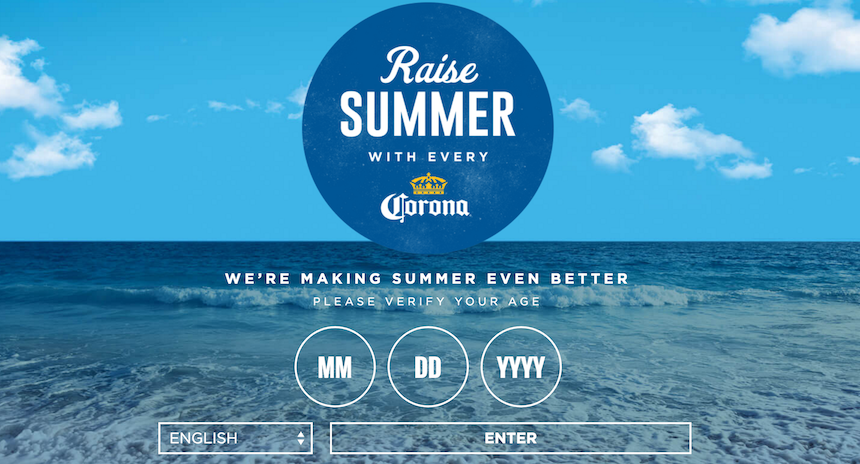 Raise
SUMMER
WITH EVERY
Corona
WE'RE MAKING SUMMER EVEN BETTER
PLEASE VERIFY YOUR AGE
MM DD YYYY
ENGLISH ENTER